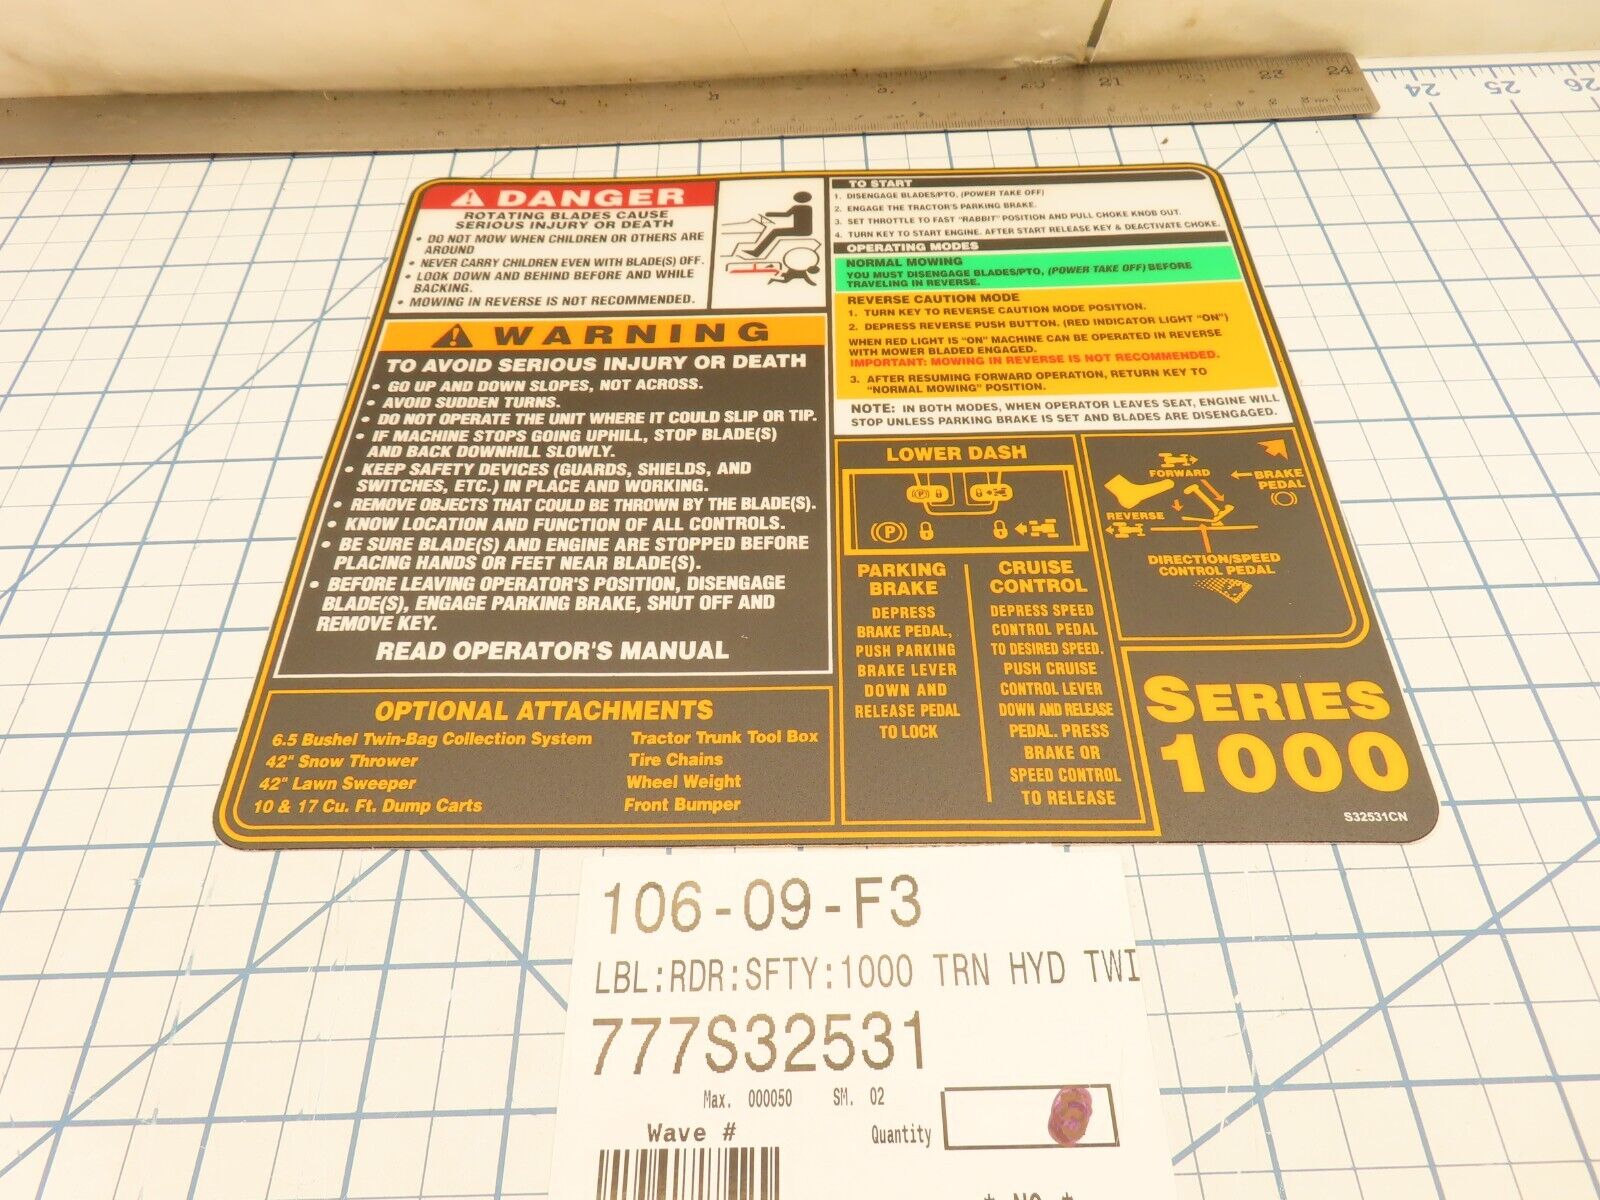 DANGER
ROTATING BLADES CAUSE
SERIOUS INJURY OR DEATH
• DO NOT MOW WHEN CHILDREN OR OTHERS ARE
AROUND
• NEVER CARRY CHILDREN EVEN WITH BLADE(S) OFF.
• LOOK DOWN AND BEHIND BEFORE AND WHILE
BACKING.
• MOWING IN REVERSE IS NOT RECOMMENDED.
WARNING
TO AVOID SERIOUS INJURY OR DEATH
• GO UP AND DOWN SLOPES, NOT ACROSS.
• AVOID SUDDEN TURNS.
• DO NOT OPERATE THE UNIT WHERE IT COULD SLIP OR TIP.
• IF MACHINE STOPS GOING UPHILL, STOP BLADE(S)
AND BACK DOWNHILL SLOWLY.
• KEEP SAFETY DEVICES (GUARDS, SHIELDS, AND
SWITCHES, ETC.) IN PLACE AND WORKING.
• REMOVE OBJECTS THAT COULD BE THROWN BY THE BLADE(S).
• KNOW LOCATION AND FUNCTION OF ALL CONTROLS.
• BE SURE BLADE(S) AND ENGINE ARE STOPPED BEFORE
PLACING HANDS OR FEET NEAR BLADE(S).
• BEFORE LEAVING OPERATOR'S POSITION, DISENGAGE
BLADE(S), ENGAGE PARKING BRAKE, SHUT OFF AND
REMOVE KEY.
READ OPERATOR'S MANUAL
OPTIONAL ATTACHMENTS
6.5 Bushel Twin-Bag Collection System
42" Snow Thrower
42" Lawn Sweeper
10 & 17 Cu. Ft. Dump Carts
Tractor Trunk Tool Box
Tire Chains
Wheel Weight
Front Bumper
TO START
1. DISENGAGE BLADES/PTO, (POWER TAKE OFF)
2. ENGAGE THE TRACTOR'S PARKING BRAKE.
3. SET THROTTLE TO FAST "RABBIT" POSITION AND PULL CHOKE KNOB OUT.
4. TURN KEY TO START ENGINE. AFTER START RELEASE KEY & DEACTIVATE CHOKE.
OPERATING MODES
NORMAL MOWING
YOU MUST DISENGAGE BLADES/PTO, (POWER TAKE OFF) BEFORE
TRAVELING IN REVERSE.
REVERSE CAUTION MODE
1. TURN KEY TO REVERSE CAUTION MODE POSITION.
2. DEPRESS REVERSE PUSH BUTTON. (RED INDICATOR LIGHT "ON")
WHEN RED LIGHT IS "ON" MACHINE CAN BE OPERATED IN REVERSE
WITH MOWER BLADED ENGAGED.
IMPORTANT: MOWING IN REVERSE IS NOT RECOMMENDED.
3. AFTER RESUMING FORWARD OPERATION, RETURN KEY TO
"NORMAL MOWING" POSITION.
NOTE: IN BOTH MODES, WHEN OPERATOR LEAVES SEAT, ENGINE WILL
STOP UNLESS PARKING BRAKE IS SET AND BLADES ARE DISENGAGED.
LOWER DASH
(P)
(P)
PARKING
BRAKE
DEPRESS
BRAKE PEDAL,
PUSH PARKING
BRAKE LEVER
DOWN AND
RELEASE PEDAL
TO LOCK
CRUISE
CONTROL
DEPRESS SPEED
CONTROL PEDAL
TO DESIRED SPEED.
PUSH CRUISE
CONTROL LEVER
DOWN AND RELEASE
PEDAL. PRESS
BRAKE OR
SPEED CONTROL
TO RELEASE
FORWARD
BRAKE
PEDAL
REVERSE
DIRECTION/SPEED
CONTROL PEDAL
SERIES
1000
S32531CN
106-09-F3
LBL:RDR:SFTY:1000 TRN HYD TWI
777S32531
Max. 000050 SM. 02
Wave #
Quantity
20 21 22 23 24
24 25 26